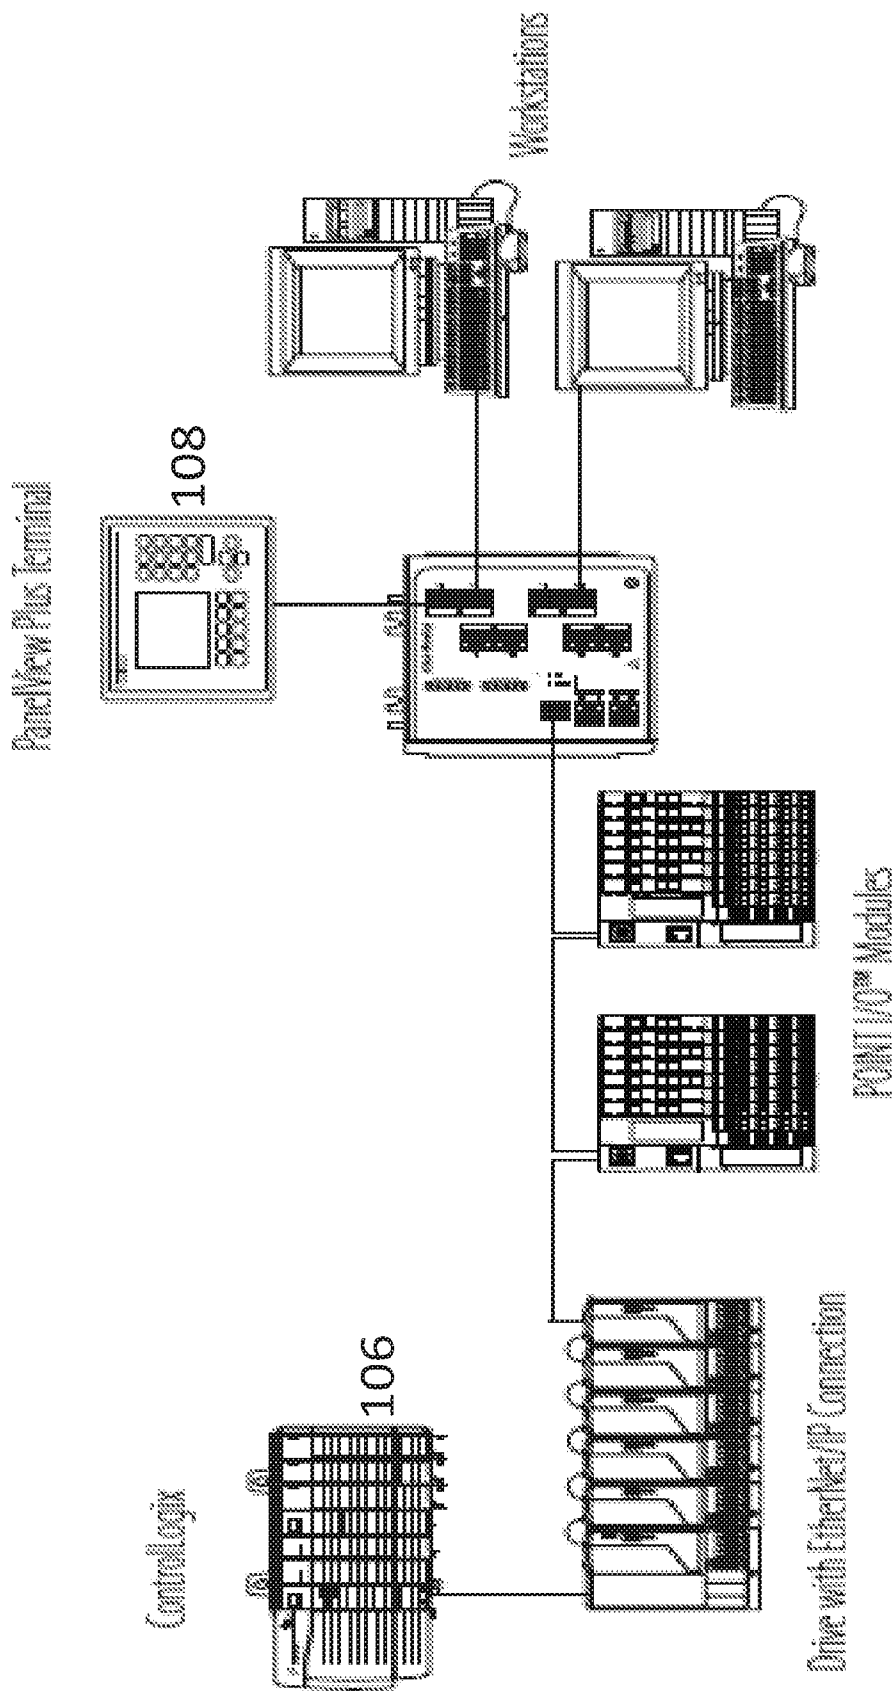 PanelView Plus Terminal
108
Workstations
ControlLogix
106
POINT I/O™ Modules
Drive with EtherNet/IP Connection